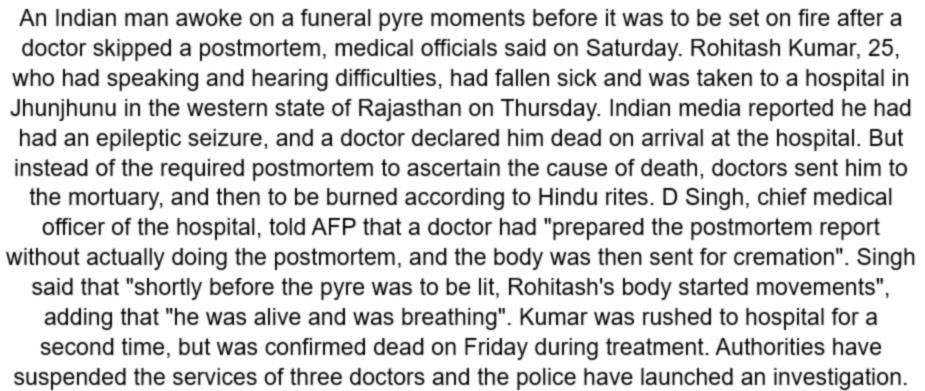 An Indian man awoke on a funeral pyre moments before it was to be set on fire after a
doctor skipped a postmortem, medical officials said on Saturday. Rohitash Kumar, 25,
who had speaking and hearing difficulties, had fallen sick and was taken to a hospital in
Jhunjhunu in the western state of Rajasthan on Thursday. Indian media reported he had
had an epileptic seizure, and a doctor declared him dead on arrival at the hospital. But
instead of the required postmortem to ascertain the cause of death, doctors sent him to
the mortuary, and then to be burned according to Hindu rites. D Singh, chief medical
officer of the hospital, told AFP that a doctor had "prepared the postmortem report
without actually doing the postmortem, and the body was then sent for cremation". Singh
said that "shortly before the pyre was to be lit, Rohitash's body started movements",
adding that "he was alive and was breathing". Kumar was rushed to hospital for a
second time, but was confirmed dead on Friday during treatment. Authorities have
suspended the services of three doctors and the police have launched an investigation.